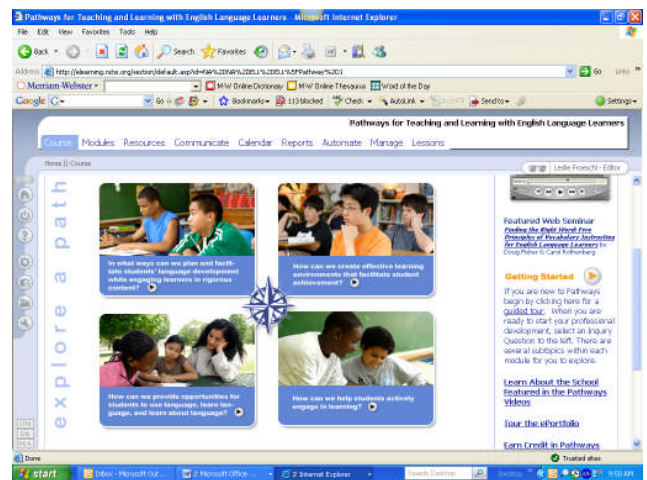 Pathways for Teaching and Learning with English Language Learners - Microsoft Internet Explorer
File Edit View Favorites Tools Help
Back Search Favorites
Address
Go Links
Merriam-Webster M-W Online Dictionary M-W Online Thesaurus Word of the Day
Google G Go Bookmarks 113 blocked Check AutoLink Send to Settings
Pathways for Teaching and Learning with English Language Learners
Course Modules Resources Communicate Calendar Reports Automate Manage Lessons
Home || Course
Leslie Froeschl - Editor
explore a path
In what ways can we plan and facili-
tate students' language development
while engaging learners in rigorous
content?
How can we create effective learning
environments that facilitate student
achievement?
How can we provide opportunities for
students to use language, learn lan-
guage, and learn about language?
How can we help students actively
engage in learning?
Featured Web Seminar
Finding the Right Word: Five
Principles of Vocabulary Instruction
for English Language Learners by
Doug Fisher & Carol Rothenberg
Getting Started
If you are new to Pathways
begin by clicking here for a
guided tour. When you are
ready to start your professional
development, select an Inquiry
Question to the left. There are
several subtopics within each
module for you to explore.
Learn About the School
Featured in the Pathways
Videos
Tour the ePortfolio
Earn Credit in Pathways
Done
Trusted sites
start
Inbox - Microsoft Out...
2 Microsoft Office ...
2 Internet Explorer
Search Desktop
9:50 AM